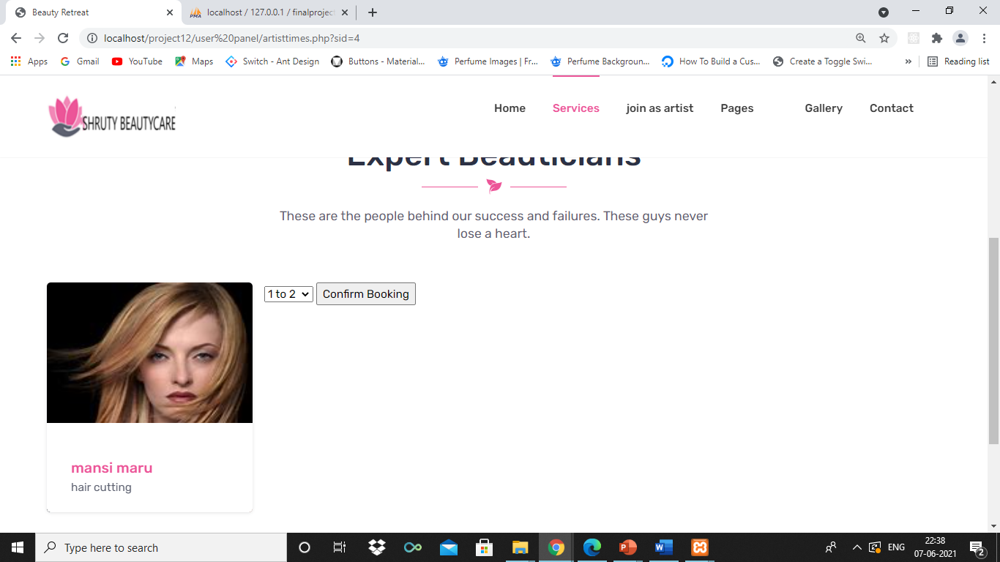 Beauty Retreat
localhost / 127.0.0.1 / finalproject
localhost/project12/user%20panel/artisttimes.php?sid=4
Apps
Gmail
YouTube
Maps
Switch - Ant Design
Buttons - Material...
Perfume Images | Fr...
Perfume Backgroun...
How To Build a Cus...
Create a Toggle Swi...
»
Reading list
SHRUTY BEAUTYCARE
Home
Services
join as artist
Pages
Gallery
Contact
Expert Beauticians
These are the people behind our success and failures. These guys never
lose a heart.
1 to 2
Confirm Booking
mansi maru
hair cutting
Type here to search
ENG
22:38
07-06-2021
2